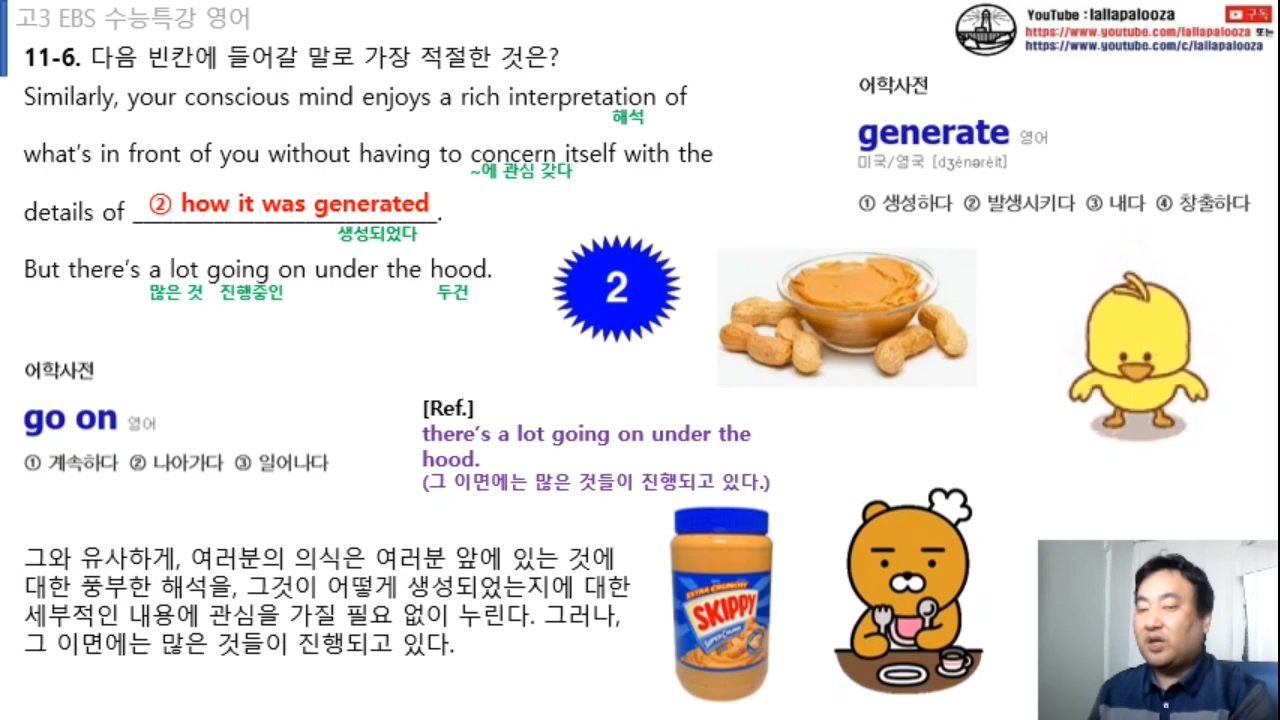 고3 EBS 수능특강 영어
YouTube : lallapalooza
구독
https://www.youtube.com/lallapalooza 또는
https://www.youtube.com/c/lallapalooza
11-6. 다음 빈칸에 들어갈 말로 가장 적절한 것은?
Similarly, your conscious mind enjoys a rich interpretation of
해석
what's in front of you without having to concern itself with the
~에 관심 갖다
details of ② how it was generated.
생성되었다
But there's a lot going on under the hood.
많은 것 진행중인 두건
2
어학사전
generate 영어
미국/영국 [dʒénərèit]
① 생성하다 ② 발생시키다 ③ 내다 ④ 창출하다
어학사전
go on 영어
① 계속하다 ② 나아가다 ③ 일어나다
[Ref.]
there's a lot going on under the
hood.
(그 이면에는 많은 것들이 진행되고 있다.)
그와 유사하게, 여러분의 의식은 여러분 앞에 있는 것에
대한 풍부한 해석을, 그것이 어떻게 생성되었는지에 대한
세부적인 내용에 관심을 가질 필요 없이 누린다. 그러나,
그 이면에는 많은 것들이 진행되고 있다.
EXTRA CRUNCHY
SKIPPY
SUPER CHUNK